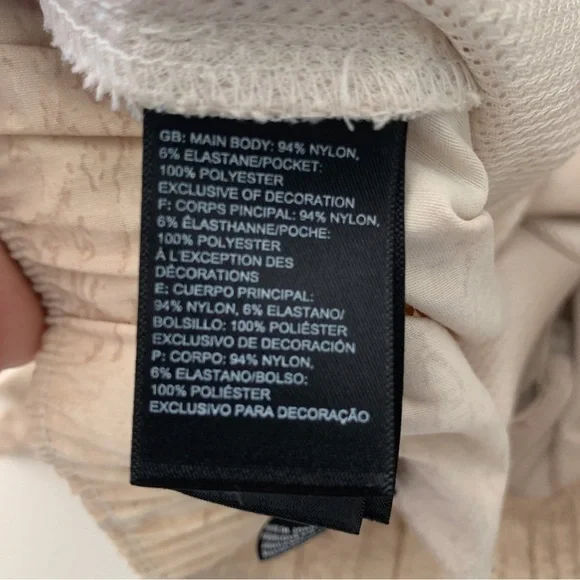 GB: MAIN BODY: 94% NYLON,
6% ELASTANE/POCKET:
100% POLYESTER
EXCLUSIVE OF DECORATION
F: CORPS PINCIPAL: 94% NYLON,
6% ÉLASTHANNE/POCHE:
100% POLYESTER
À L'EXCEPTION DES
DÉCORATIONS
E: CUERPO PRINCIPAL:
94% NYLON, 6% ELASTANO/
BOLSILLO: 100% POLIÉSTER
EXCLUSIVO DE DECORACIÓN
P: CORPO: 94% NYLON,
6% ELASTANO/BOLSO:
100% POLIÉSTER
EXCLUSIVO PARA DECORAÇÃO